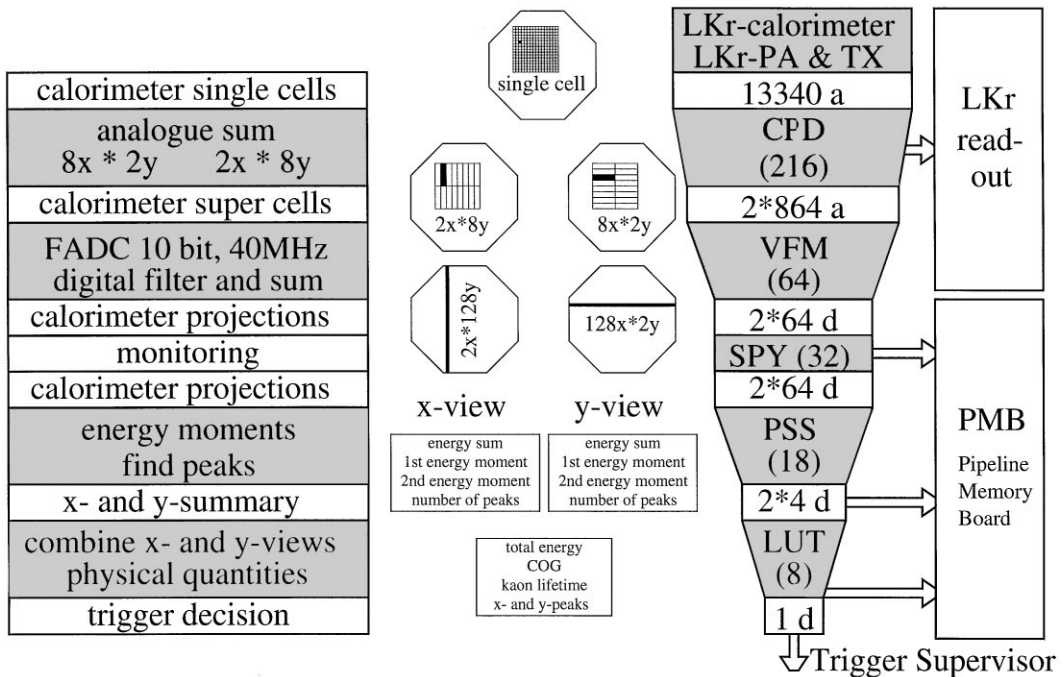 calorimeter single cells
analogue sum
8x * 2y 2x * 8y
calorimeter super cells
FADC 10 bit, 40MHz
digital filter and sum
calorimeter projections
monitoring
calorimeter projections
energy moments
find peaks
x- and y-summary
combine x- and y-views
physical quantities
trigger decision
single cell
2x*8y
8x*2y
2x*128y
128x*2y
x-view
y-view
energy sum
1st energy moment
2nd energy moment
number of peaks
energy sum
1st energy moment
2nd energy moment
number of peaks
total energy
COG
kaon lifetime
x- and y-peaks
LKr-calorimeter
LKr-PA & TX
13340 a
CPD
(216)
2*864 a
VFM
(64)
2*64 d
SPY (32)
2*64 d
PSS
(18)
2*4 d
LUT
(8)
1 d
Trigger Supervisor
LKr
read-
out
PMB
Pipeline
Memory
Board